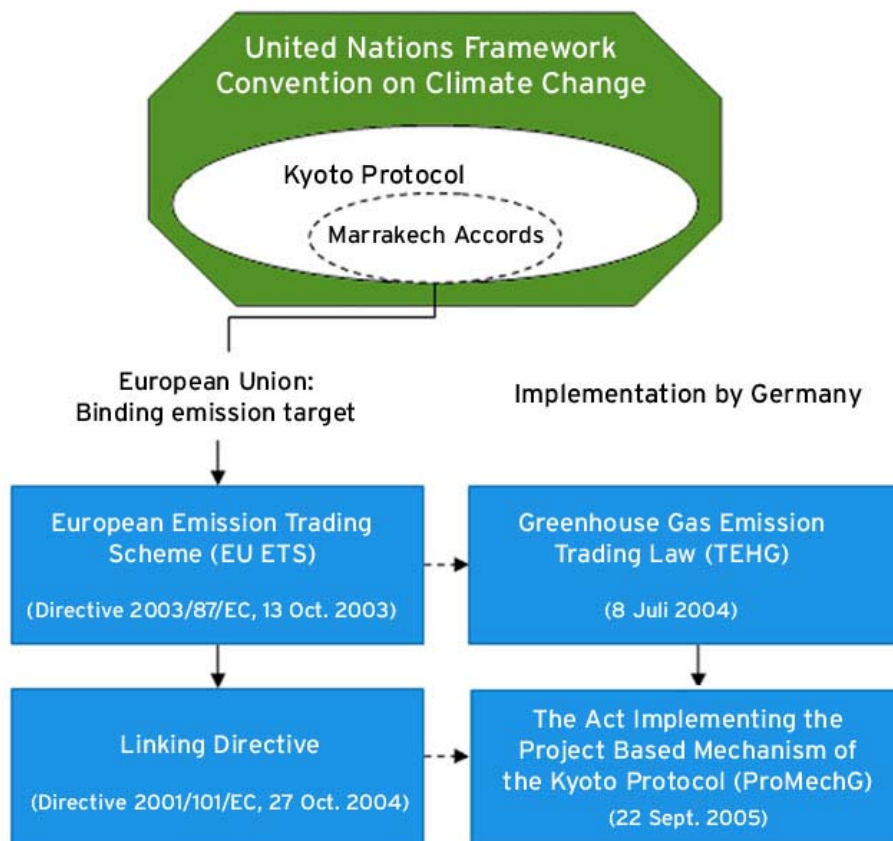 United Nations Framework
Convention on Climate Change
Kyoto Protocol
Marrakech Accords
European Union:
Binding emission target
Implementation by Germany
European Emission Trading
Scheme (EU ETS)
(Directive 2003/87/EC, 13 Oct. 2003)
Greenhouse Gas Emission
Trading Law (TEHG)
(8 Juli 2004)
Linking Directive
(Directive 2001/101/EC, 27 Oct. 2004)
The Act Implementing the
Project Based Mechanism of
the Kyoto Protocol (ProMechG)
(22 Sept. 2005)